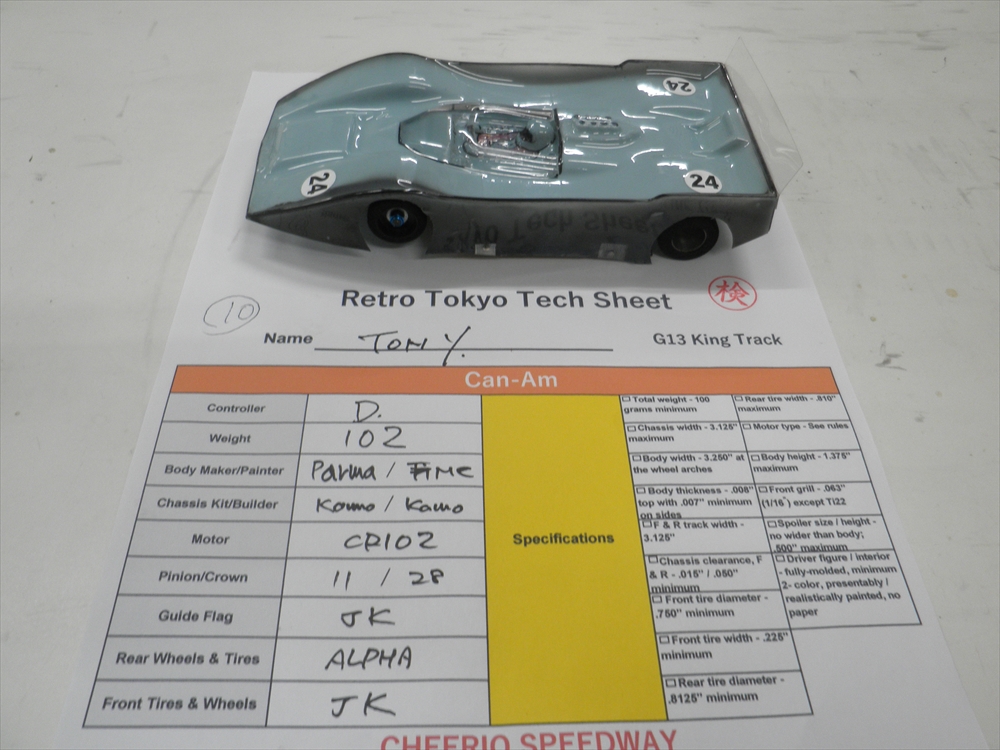 24
24
24
Retro Tokyo Tech Sheet
検
10
Name TONY.
G13 King Track
Can-Am
Controller D.
Weight 102
Body Maker/Painter Parma /
Chassis Kit/Builder Komo / Kamo
Motor CR102
Pinion/Crown 11 / 28
Guide Flag JK
Rear Wheels & Tires ALPHA
Front Tires & Wheels JK
Specifications
Total weight - 100
grams minimum
Rear tire width - .810"
maximum
Chassis width - 3.125"
maximum
Motor type - See rules
Body width - 3.250" at
the wheel arches
Body height - 1.375"
maximum
Body thickness - .008"
top with .007" minimum
on sides
Front grill - .063"
(1/16") except Ti22
F & R track width -
3.125"
Spoiler size / height -
no wider than body;
.500" maximum
Chassis clearance, F
& R - .015" / .050"
minimum
Driver figure / interior
- fully-molded, minimum
2- color, presentably /
realistically painted, no
paper
Front tire diameter -
.750" minimum
Front tire width - .225"
minimum
Rear tire diameter -
.8125" minimum
CHEERIO SPEEDWAY